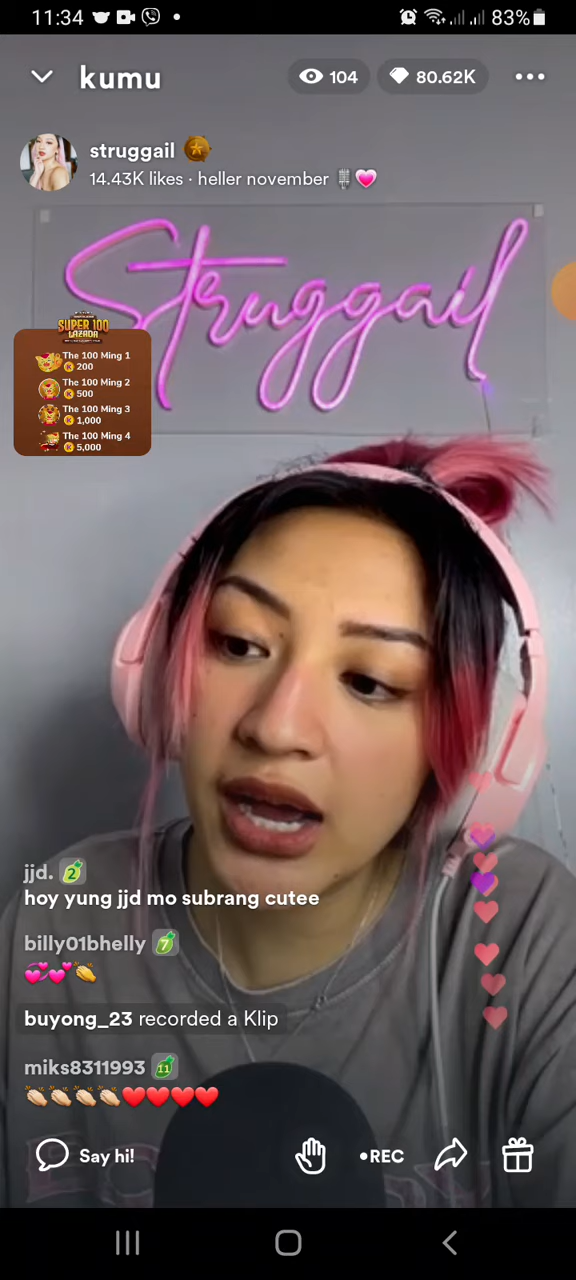 11:34
83%
kumu
104
80.62K
struggail
14.43K likes · heller november 🎙💗
Struggail
SUPER 100
LAZADA
The 100 Ming 1
200
The 100 Ming 2
500
The 100 Ming 3
1,000
The 100 Ming 4
5,000
jjd. 2
hoy yung jjd mo subrang cutee
billy01bhelly 7
💞💕👏🏻
buyong_23 recorded a Klip
miks8311993 11
👏🏻👏🏻👏🏻👏🏻❤️❤️❤️❤️
Say hi!
•REC